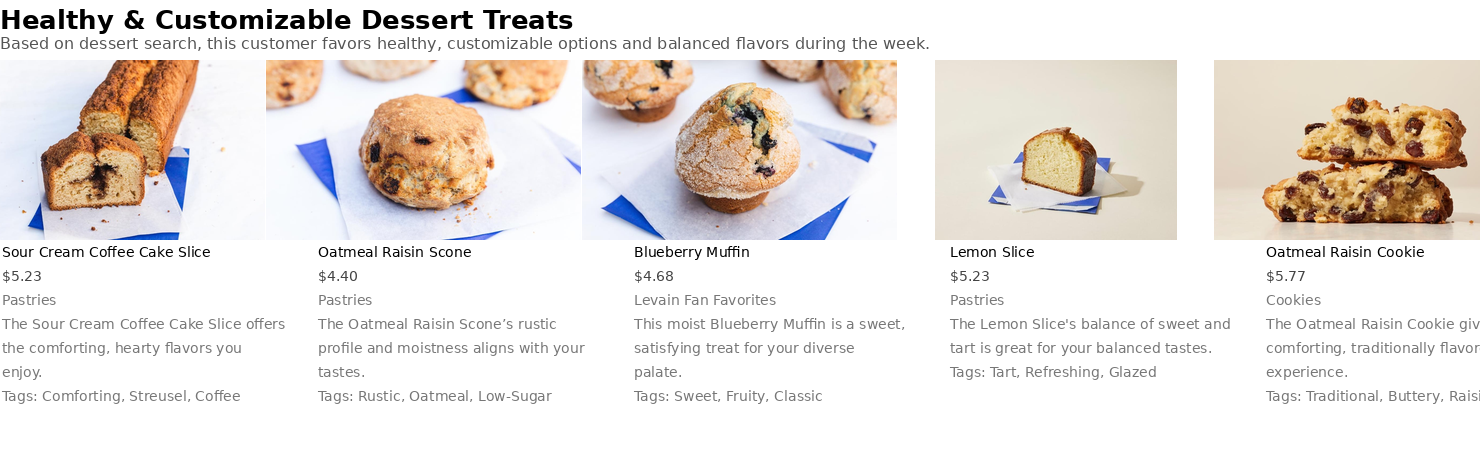 Healthy & Customizable Dessert Treats
Based on dessert search, this customer favors healthy, customizable options and balanced flavors during the week.
Sour Cream Coffee Cake Slice
$5.23
Pastries
The Sour Cream Coffee Cake Slice offers
the comforting, hearty flavors you
enjoy.
Tags: Comforting, Streusel, Coffee
Oatmeal Raisin Scone
$4.40
Pastries
The Oatmeal Raisin Scone’s rustic
profile and moistness aligns with your
tastes.
Tags: Rustic, Oatmeal, Low-Sugar
Blueberry Muffin
$4.68
Levain Fan Favorites
This moist Blueberry Muffin is a sweet,
satisfying treat for your diverse
palate.
Tags: Sweet, Fruity, Classic
Lemon Slice
$5.23
Pastries
The Lemon Slice's balance of sweet and
tart is great for your balanced tastes.
Tags: Tart, Refreshing, Glazed
Oatmeal Raisin Cookie
$5.77
Cookies
The Oatmeal Raisin Cookie
comforting, traditionally
experience.
Tags: Traditional, Buttery,